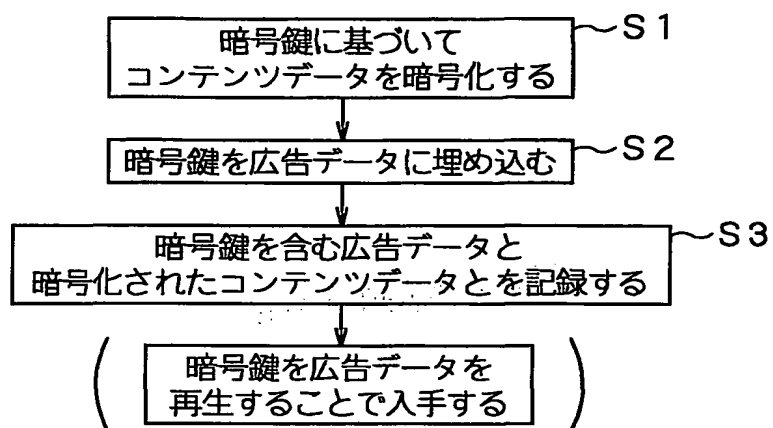 暗号鍵に基づいて
コンテンツデータを暗号化する
S1
暗号鍵を広告データに埋め込む
S2
暗号鍵を含む広告データと
暗号化されたコンテンツデータとを記録する
S3
暗号鍵を広告データを
再生することで入手する